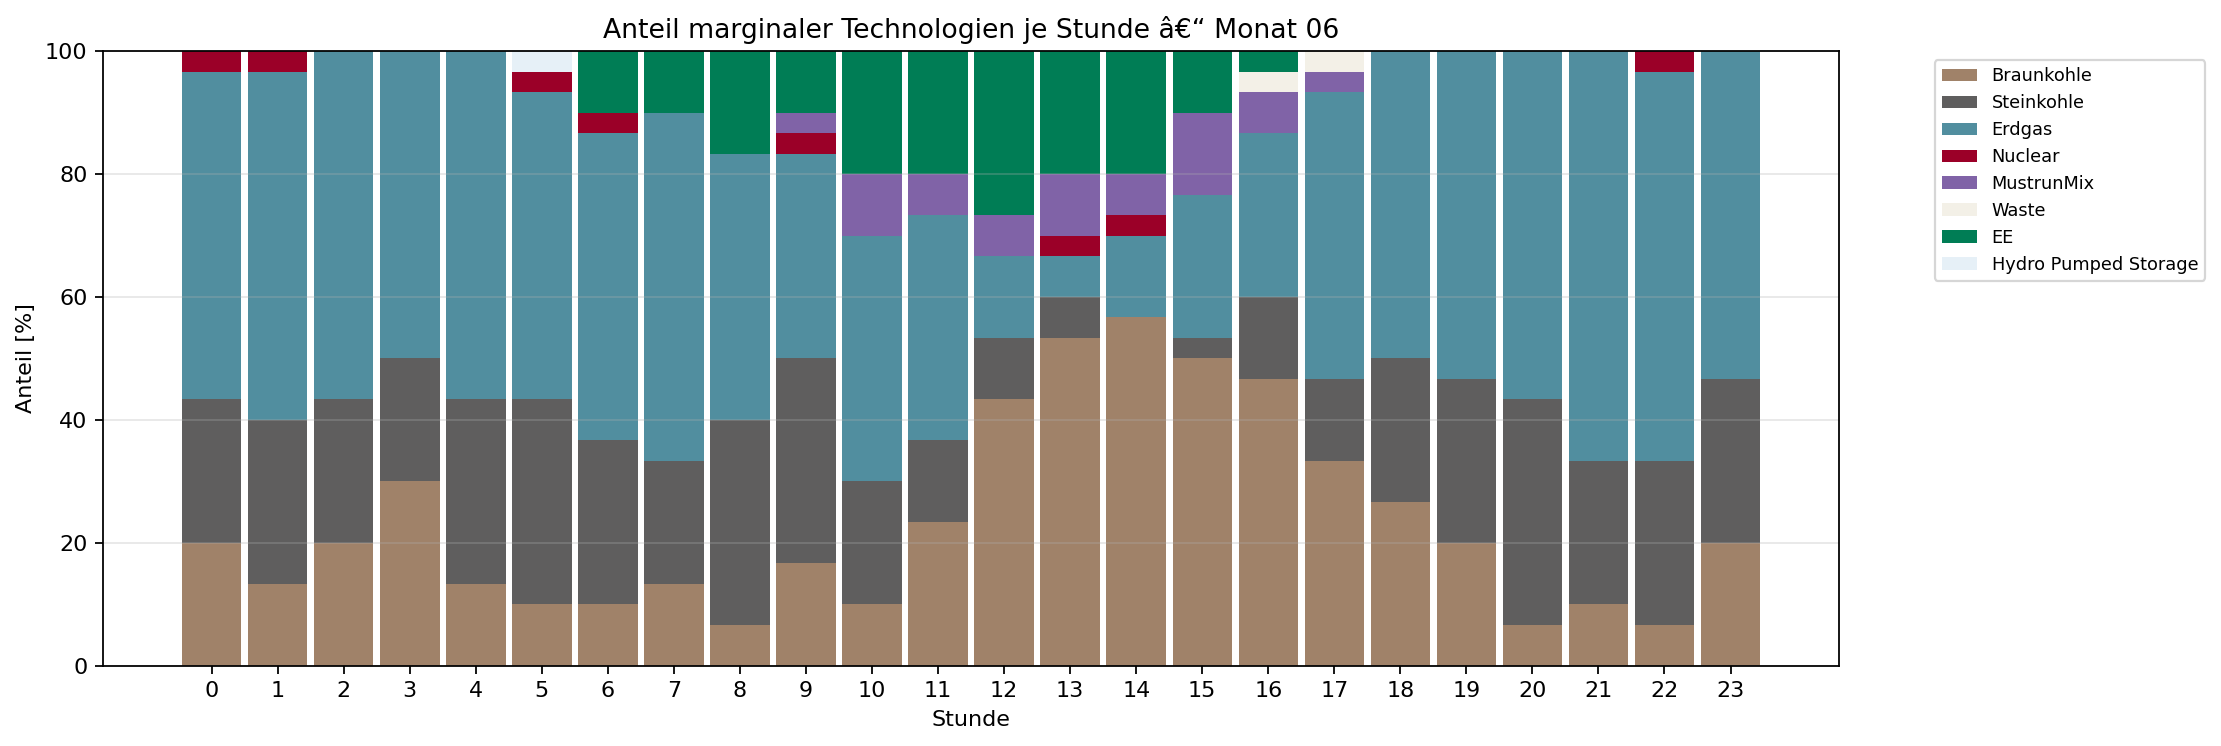 Anteil marginaler Technologien je Stunde â€“ Monat 06
Anteil [%]
100
80
60
40
20
0
0 1 2 3 4 5 6 7 8 9 10 11 12 13 14 15 16 17 18 19 20 21 22 23
Stunde
Braunkohle
Steinkohle
Erdgas
Nuclear
MustrunMix
Waste
EE
Hydro Pumped Storage